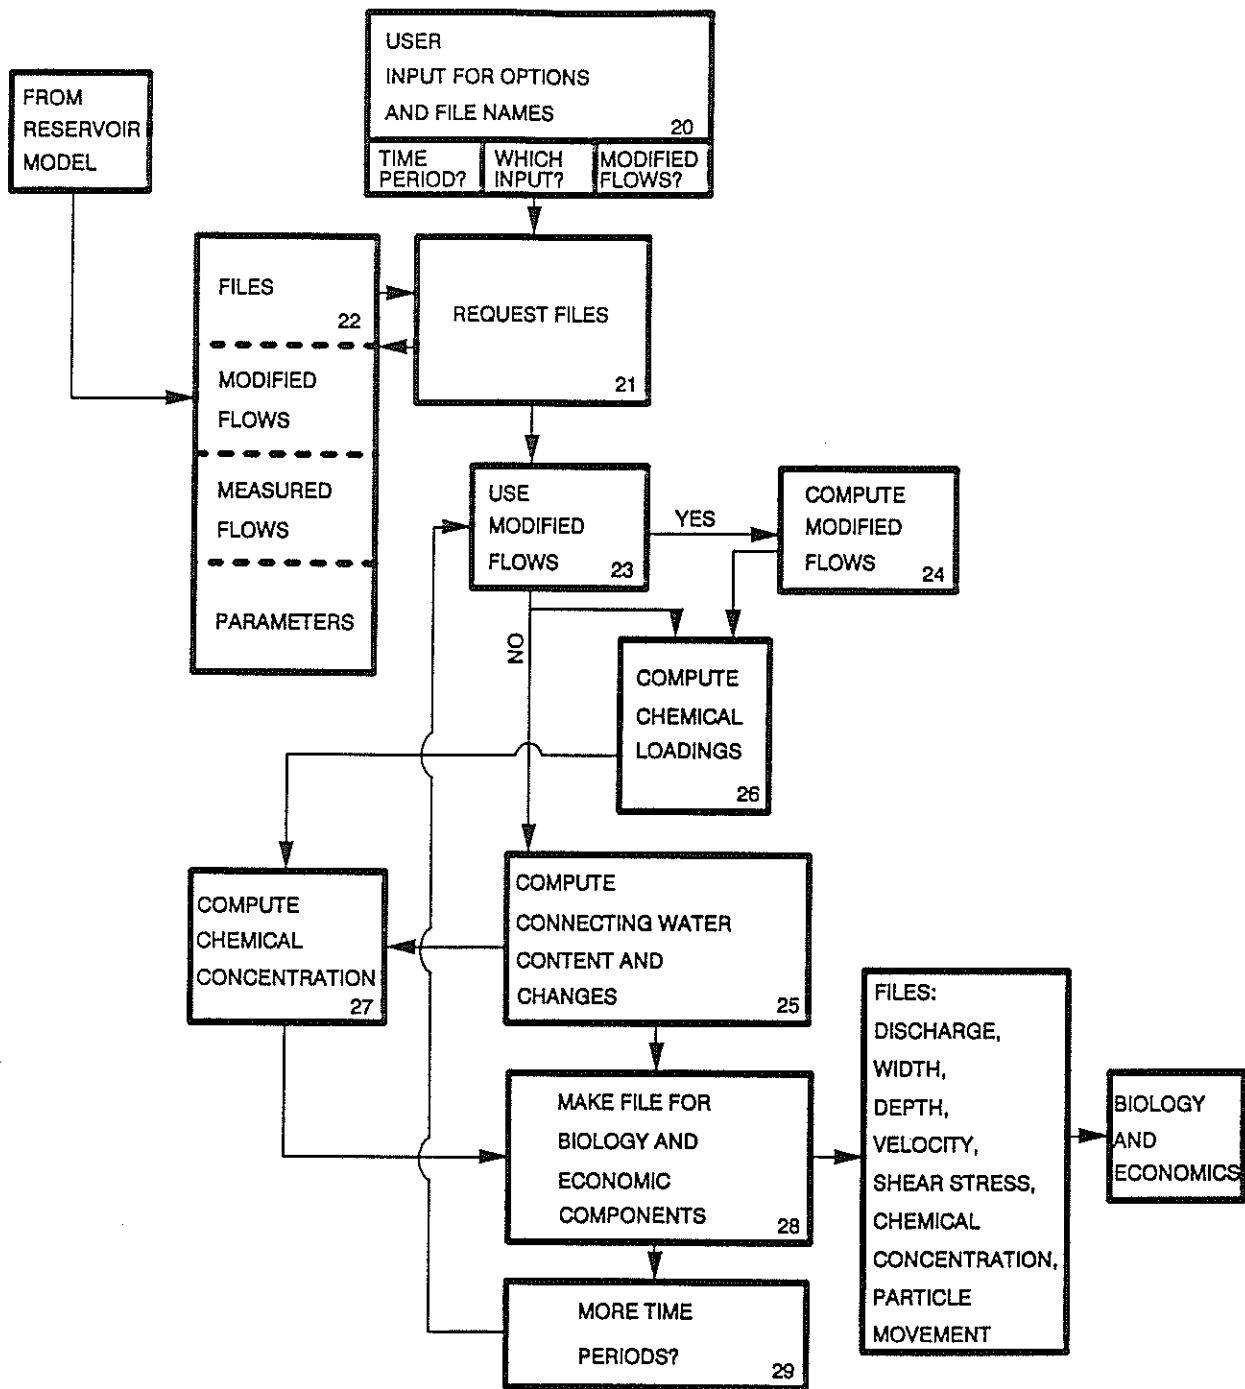 USER
INPUT FOR OPTIONS
AND FILE NAMES
20
TIME
PERIOD?
WHICH
INPUT?
MODIFIED
FLOWS?
FROM
RESERVOIR
MODEL
FILES
22
MODIFIED
FLOWS
MEASURED
FLOWS
PARAMETERS
REQUEST FILES
21
USE
MODIFIED
FLOWS
23
YES
COMPUTE
MODIFIED
FLOWS
24
NO
COMPUTE
CHEMICAL
LOADINGS
26
COMPUTE
CHEMICAL
CONCENTRATION
27
COMPUTE
CONNECTING WATER
CONTENT AND
CHANGES
25
MAKE FILE FOR
BIOLOGY AND
ECONOMIC
COMPONENTS
28
MORE TIME
PERIODS?
29
FILES:
DISCHARGE,
WIDTH,
DEPTH,
VELOCITY,
SHEAR STRESS,
CHEMICAL
CONCENTRATION,
PARTICLE
MOVEMENT
BIOLOGY
AND
ECONOMICS